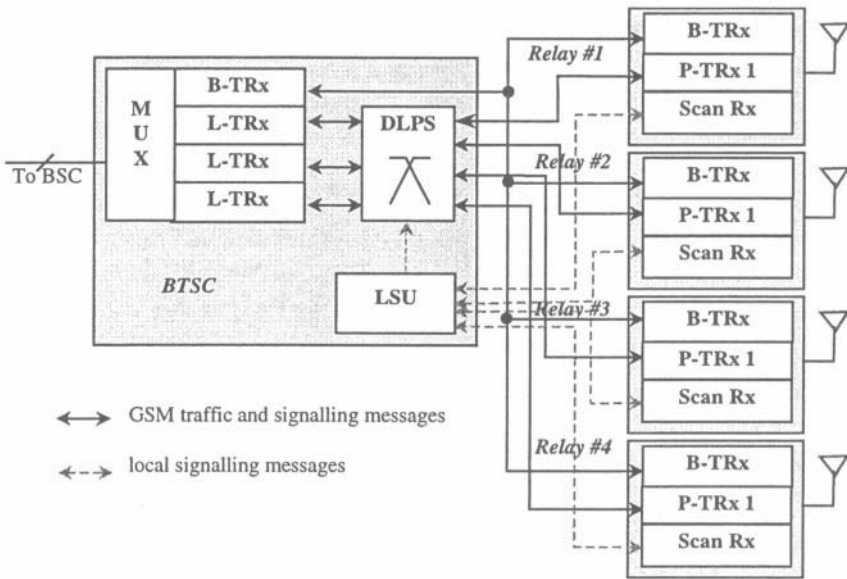 B-TRx
Relay #1
P-TRx 1
Scan Rx
M
U
X
B-TRx
L-TRx
L-TRx
L-TRx
DLPS
To BSC
BTSC
LSU
Relay #2
B-TRx
P-TRx 1
Scan Rx
Relay #3
B-TRx
P-TRx 1
Scan Rx
Relay #4
B-TRx
P-TRx 1
Scan Rx
GSM traffic and signalling messages
local signalling messages